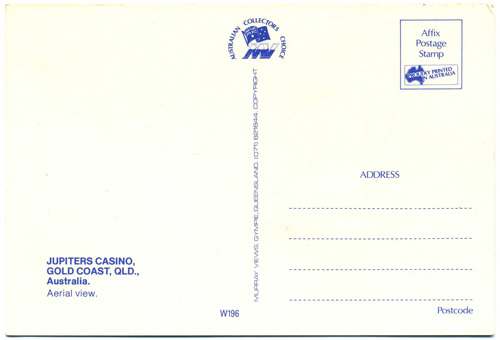 AUSTRALIAN COLLECTORS CHOICE
Affix
Postage
Stamp
PROUDLY PRINTED
IN AUSTRALIA
MURRAY VIEWS, GYMPIE, QUEENSLAND. (071) 821844. COPYRIGHT
ADDRESS
JUPITERS CASINO,
GOLD COAST, QLD.,
Australia.
Aerial view.
W196
Postcode